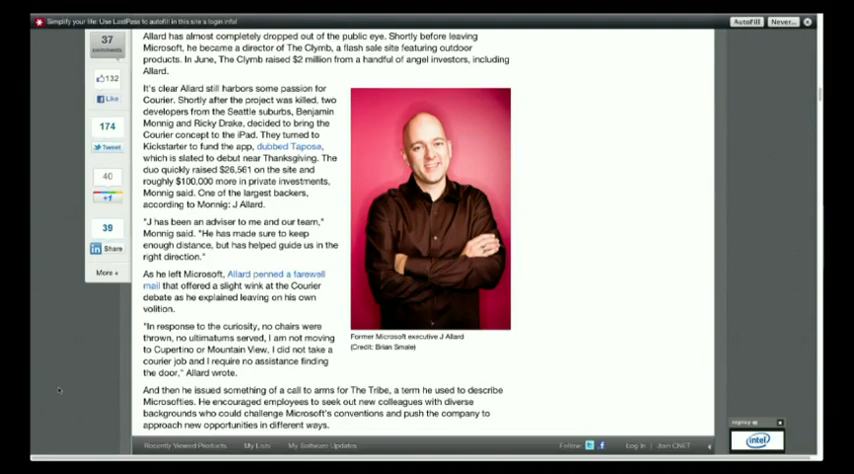 Simplify your life: Use LastPass to autofill in this site's login info!
AutoFill
Never...
37
comments
132
Like
174
Tweet
40
+1
39
in Share
More +
Allard has almost completely dropped out of the public eye. Shortly before leaving
Microsoft, he became a director of The Clymb, a flash sale site featuring outdoor
products. In June, The Clymb raised $2 million from a handful of angel investors, including
Allard.
It's clear Allard still harbors some passion for
Courier. Shortly after the project was killed, two
developers from the Seattle suburbs, Benjamin
Monnig and Ricky Drake, decided to bring the
Courier concept to the iPad. They turned to
Kickstarter to fund the app, dubbed Tapose,
which is slated to debut near Thanksgiving. The
duo quickly raised $26,561 on the site and
roughly $100,000 more in private investments,
Monnig said. One of the largest backers,
according to Monnig: J Allard.
"J has been an adviser to me and our team,"
Monnig said. "He has made sure to keep
enough distance, but has helped guide us in the
right direction."
As he left Microsoft, Allard penned a farewell
mail that offered a slight wink at the Courier
debate as he explained leaving on his own
volition.
"In response to the curiosity, no chairs were
thrown, no ultimatums served, I am not moving
to Cupertino or Mountain View, I did not take a
courier job and I require no assistance finding
the door," Allard wrote.
Former Microsoft executive J Allard
(Credit: Brian Smale)
And then he issued something of a call to arms for The Tribe, a term he used to describe
Microsofties. He encouraged employees to seek out new colleagues with diverse
backgrounds who could challenge Microsoft's conventions and push the company to
approach new opportunities in different ways.
intel
Recently Viewed Products
My Lists
My Software Updates
Follow:
Log In | Join CNET